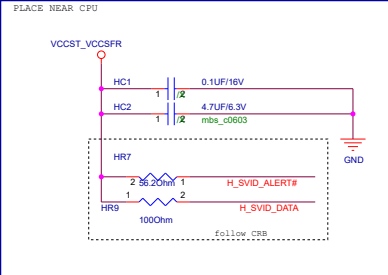 PLACE NEAR CPU
VCCST_VCCSFR
HC1 0.1UF/16V
1 /X 2
HC2 4.7UF/6.3V
1 /X 2 mbs_c0603
GND
HR7
2 56.2Ohm 1 H_SVID_ALERT#
1 2
HR9 H_SVID_DATA
100Ohm
follow CRB